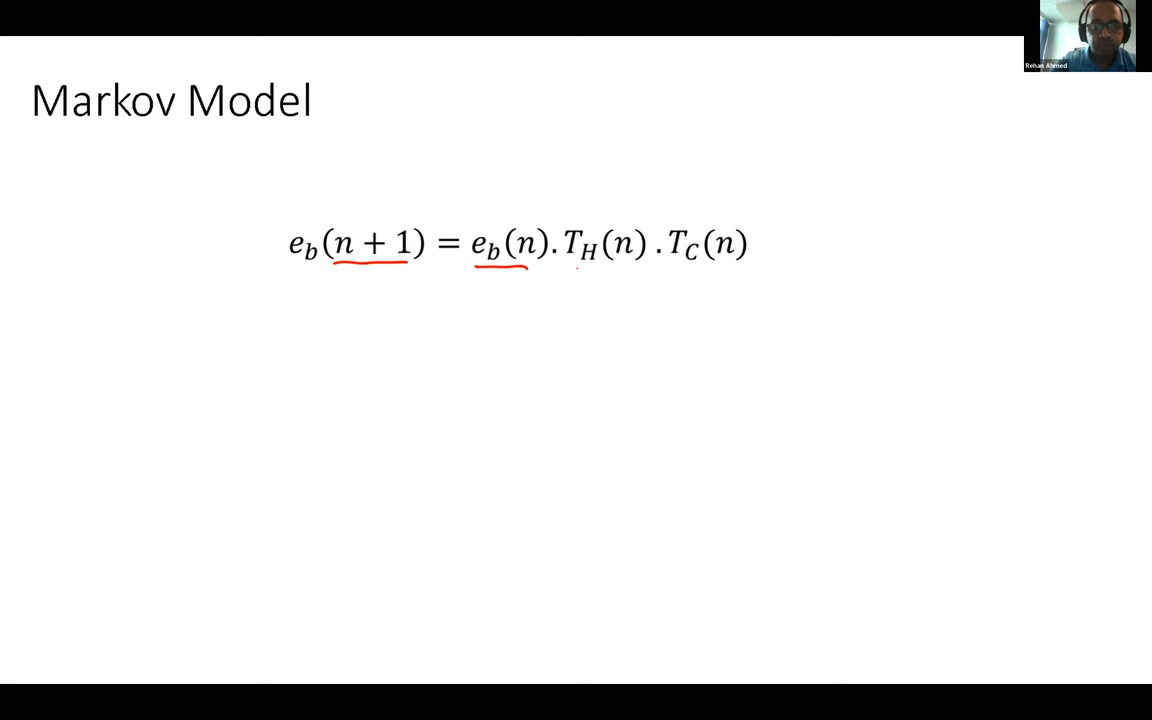 Rehan Ahmed
Markov Model
e_b(n + 1) = e_b(n). T_H(n) . T_C(n)